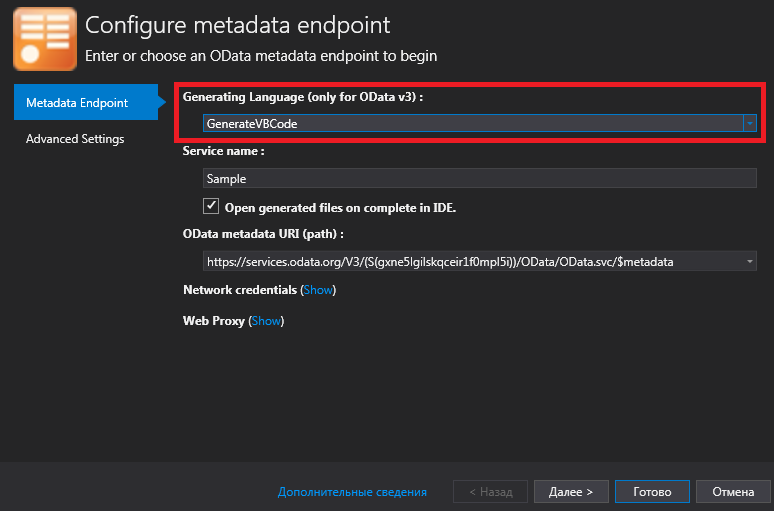 Configure metadata endpoint
Enter or choose an OData metadata endpoint to begin
Metadata Endpoint
Advanced Settings
Generating Language (only for OData v3) :
GenerateVBCode
Service name :
Sample
Open generated files on complete in IDE.
OData metadata URI (path) :
https://services.odata.org/V3/(S(gxne5lgilskqceir1f0mpl5i))/OData/OData.svc/$metadata
Network credentials (Show)
Web Proxy (Show)
Дополнительные сведения
< Назад
Далее >
Готово
Отмена